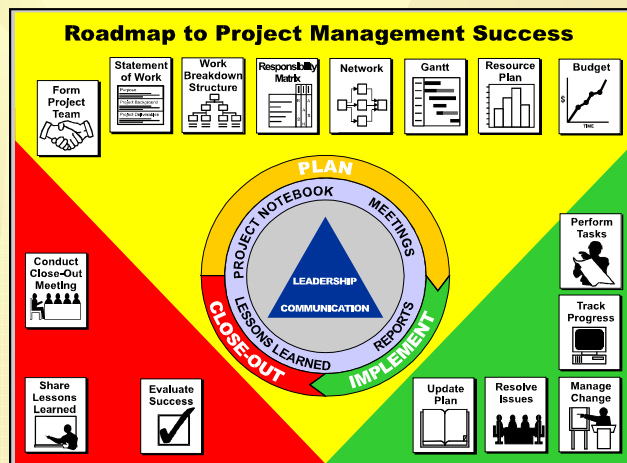 Roadmap to Project Management Success
Form
Project
Team
Statement
of Work
Purpose
Project Background
Project Deliverables
Work
Breakdown
Structure
Responsibility
Matrix
Network
Gantt
Resource
Plan
Budget
$
TIME
PLAN
PROJECT NOTEBOOK
MEETINGS
LEADERSHIP
COMMUNICATION
LESSONS LEARNED
REPORTS
CLOSE-OUT
IMPLEMENT
Perform
Tasks
Track
Progress
Manage
Change
Resolve
Issues
Update
Plan
Evaluate
Success
Share
Lessons
Learned
Conduct
Close-Out
Meeting